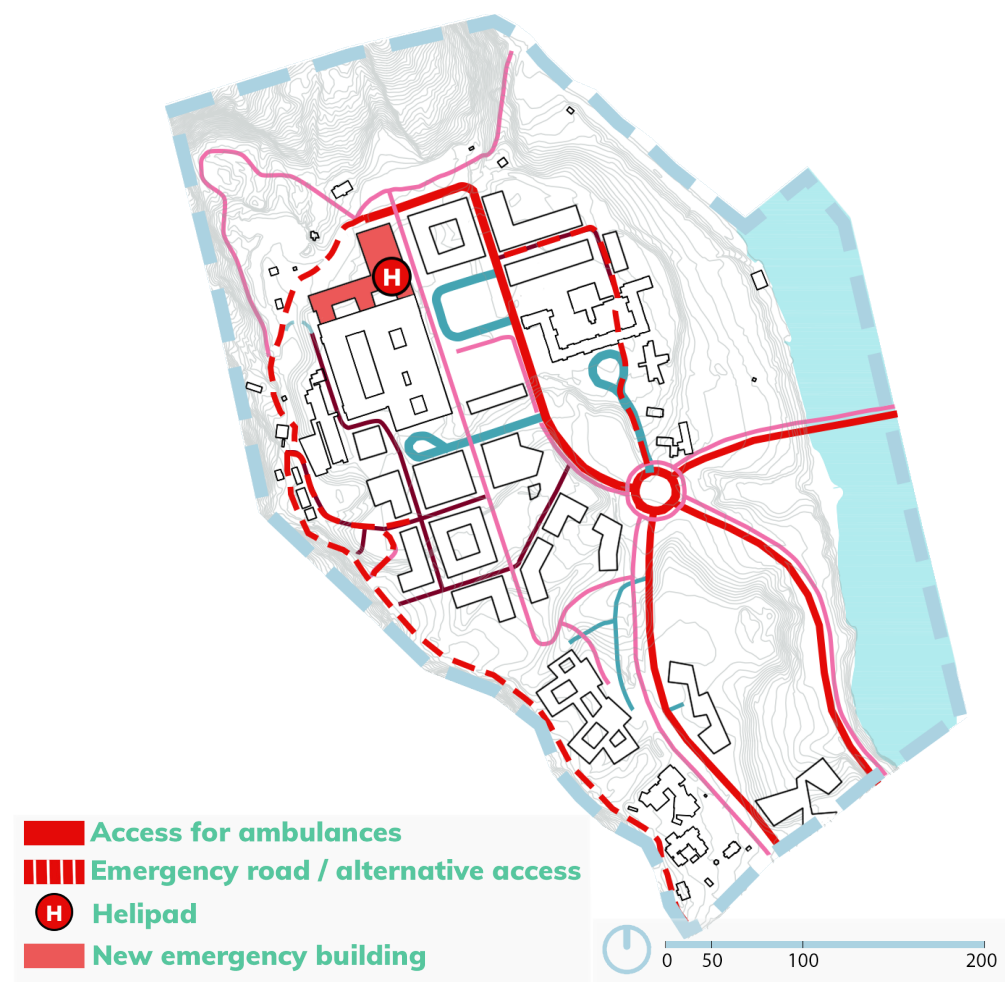 H
Access for ambulances
Emergency road / alternative access
H Helipad
New emergency building
0 50 100 200